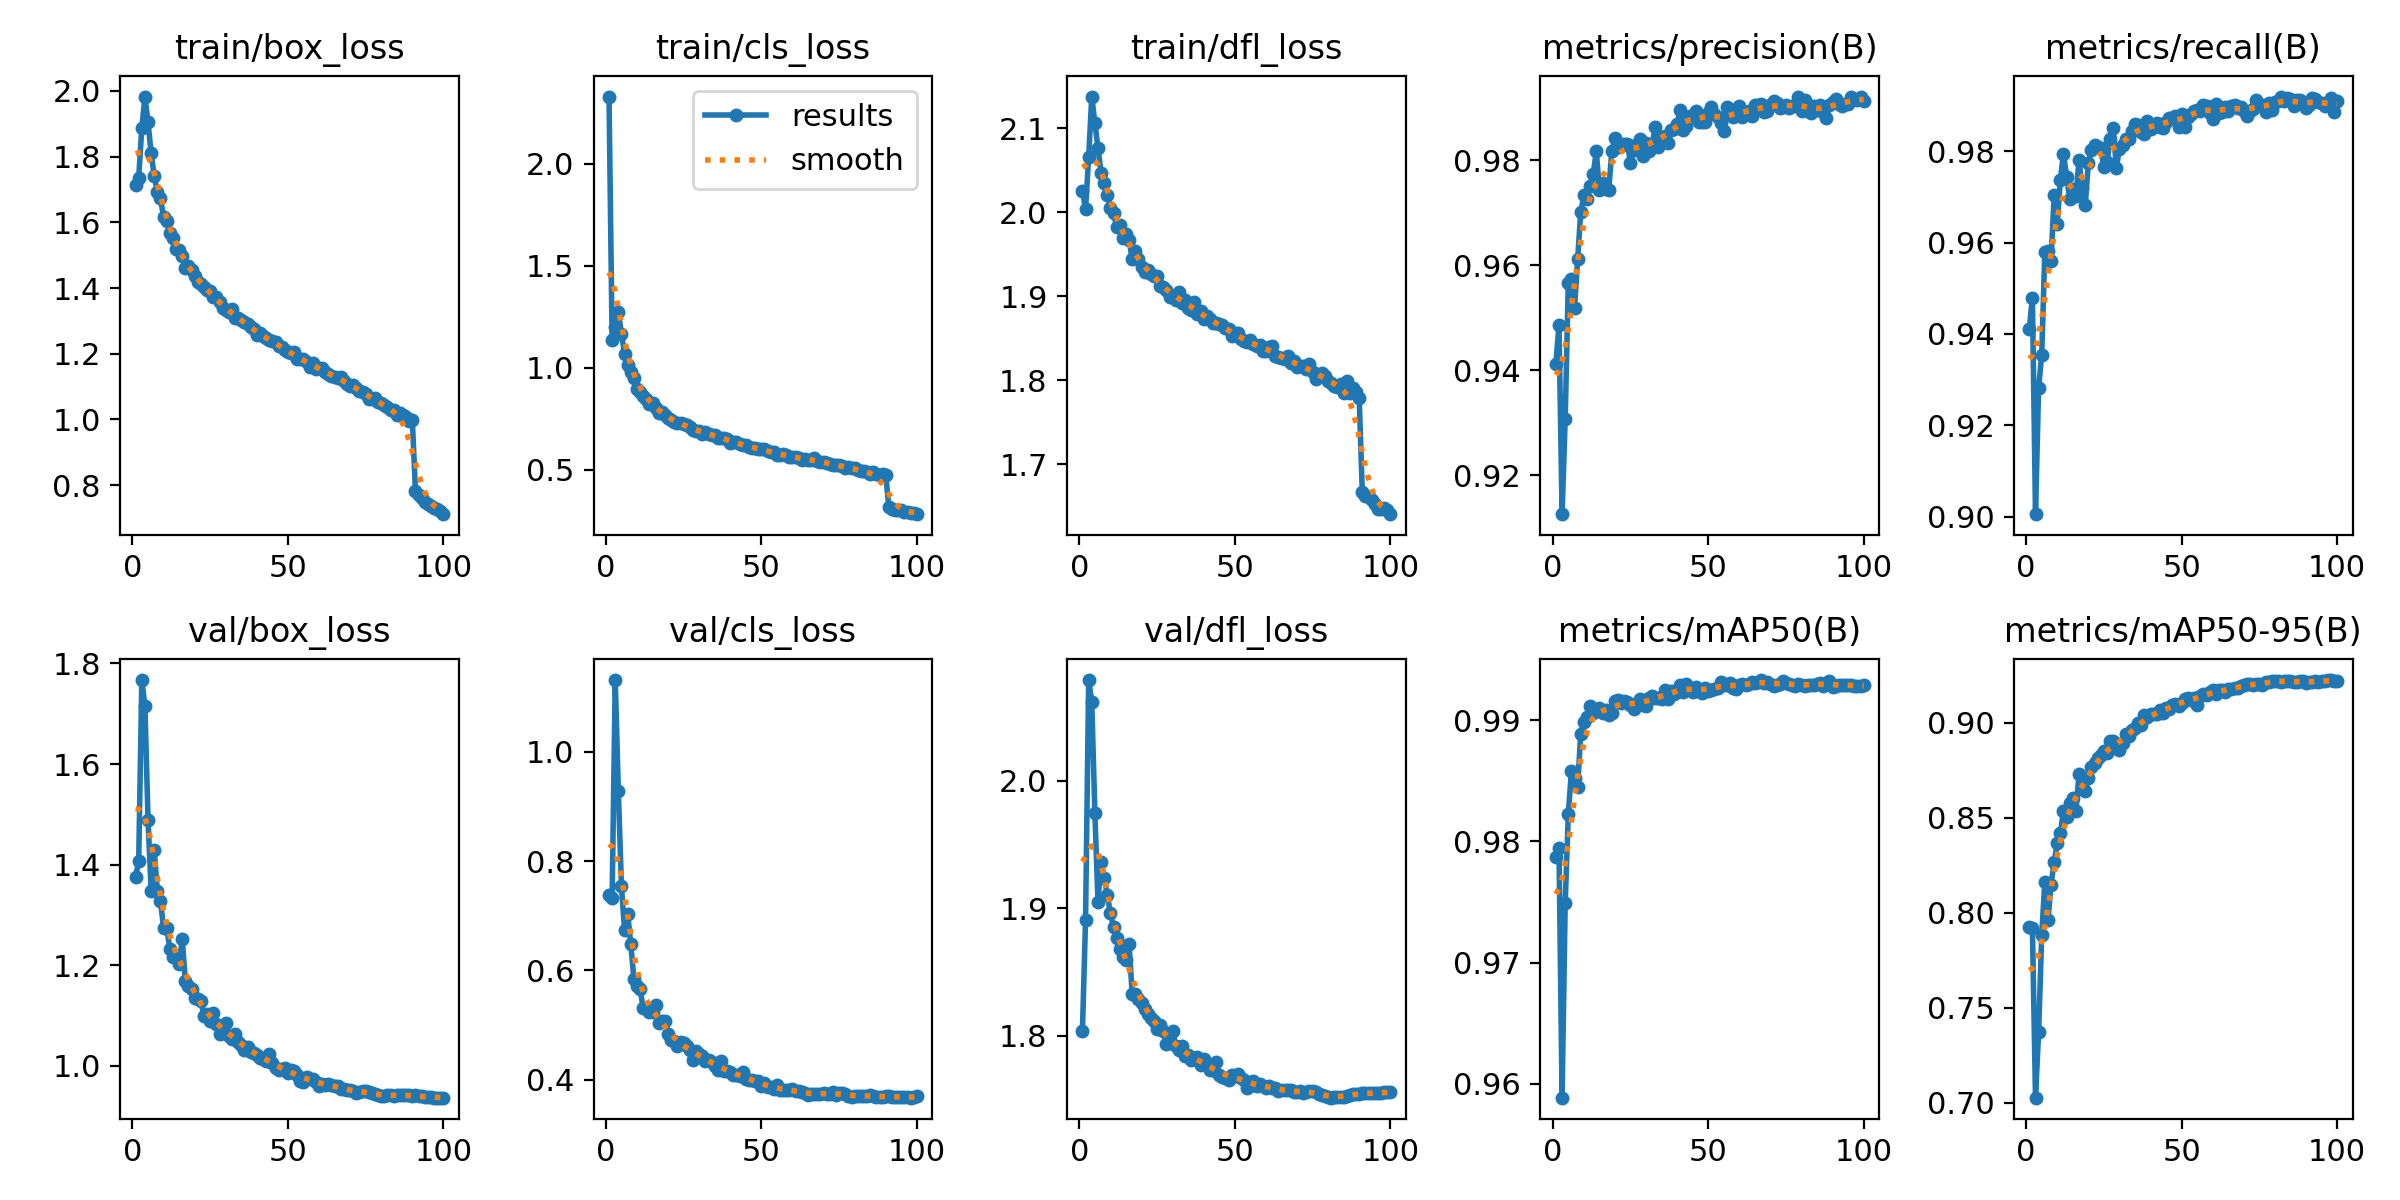 train/box_loss
train/cls_loss
train/dfl_loss
metrics/precision(B)
metrics/recall(B)
2.0
1.8
1.6
1.4
1.2
1.0
0.8
0 50 100
results
smooth
2.0
1.5
1.0
0.5
0 50 100
2.1
2.0
1.9
1.8
1.7
0 50 100
0.98
0.96
0.94
0.92
0 50 100
0.98
0.96
0.94
0.92
0.90
0 50 100
val/box_loss
val/cls_loss
val/dfl_loss
metrics/mAP50(B)
metrics/mAP50-95(B)
1.8
1.6
1.4
1.2
1.0
0 50 100
1.0
0.8
0.6
0.4
0 50 100
2.0
1.9
1.8
0 50 100
0.99
0.98
0.97
0.96
0 50 100
0.90
0.85
0.80
0.75
0.70
0 50 100